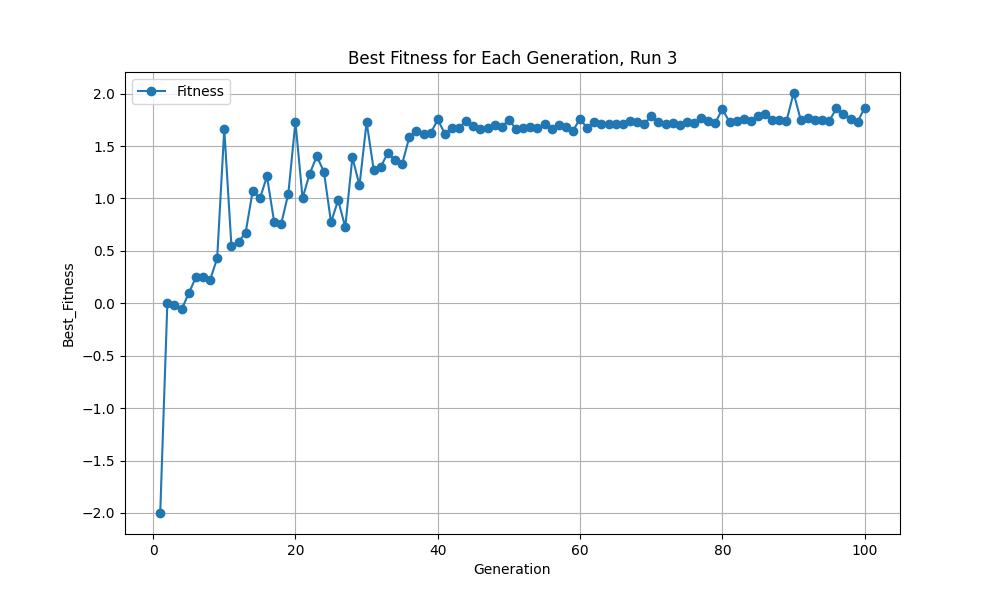 Best Fitness for Each Generation, Run 3
Fitness
2.0
1.5
1.0
0.5
0.0
−0.5
−1.0
−1.5
−2.0
Best_Fitness
0 20 40 60 80 100
Generation